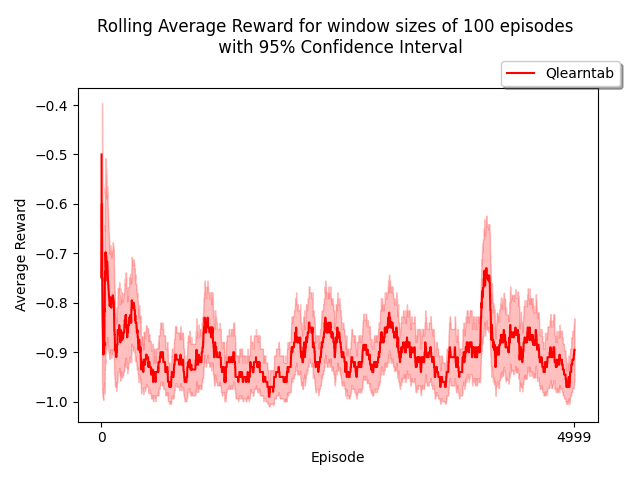 Rolling Average Reward for window sizes of 100 episodes
with 95% Confidence Interval
Qlearntab
−0.4
−0.5
−0.6
−0.7
−0.8
−0.9
−1.0
Average Reward
0
4999
Episode